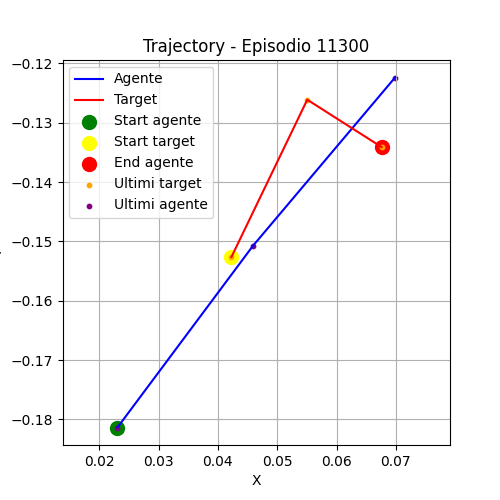 Trajectory - Episodio 11300
Agente
Target
Start agente
Start target
End agente
Ultimi target
Ultimi agente
−0.12
−0.13
−0.14
−0.15
−0.16
−0.17
−0.18
0.02 0.03 0.04 0.05 0.06 0.07
X